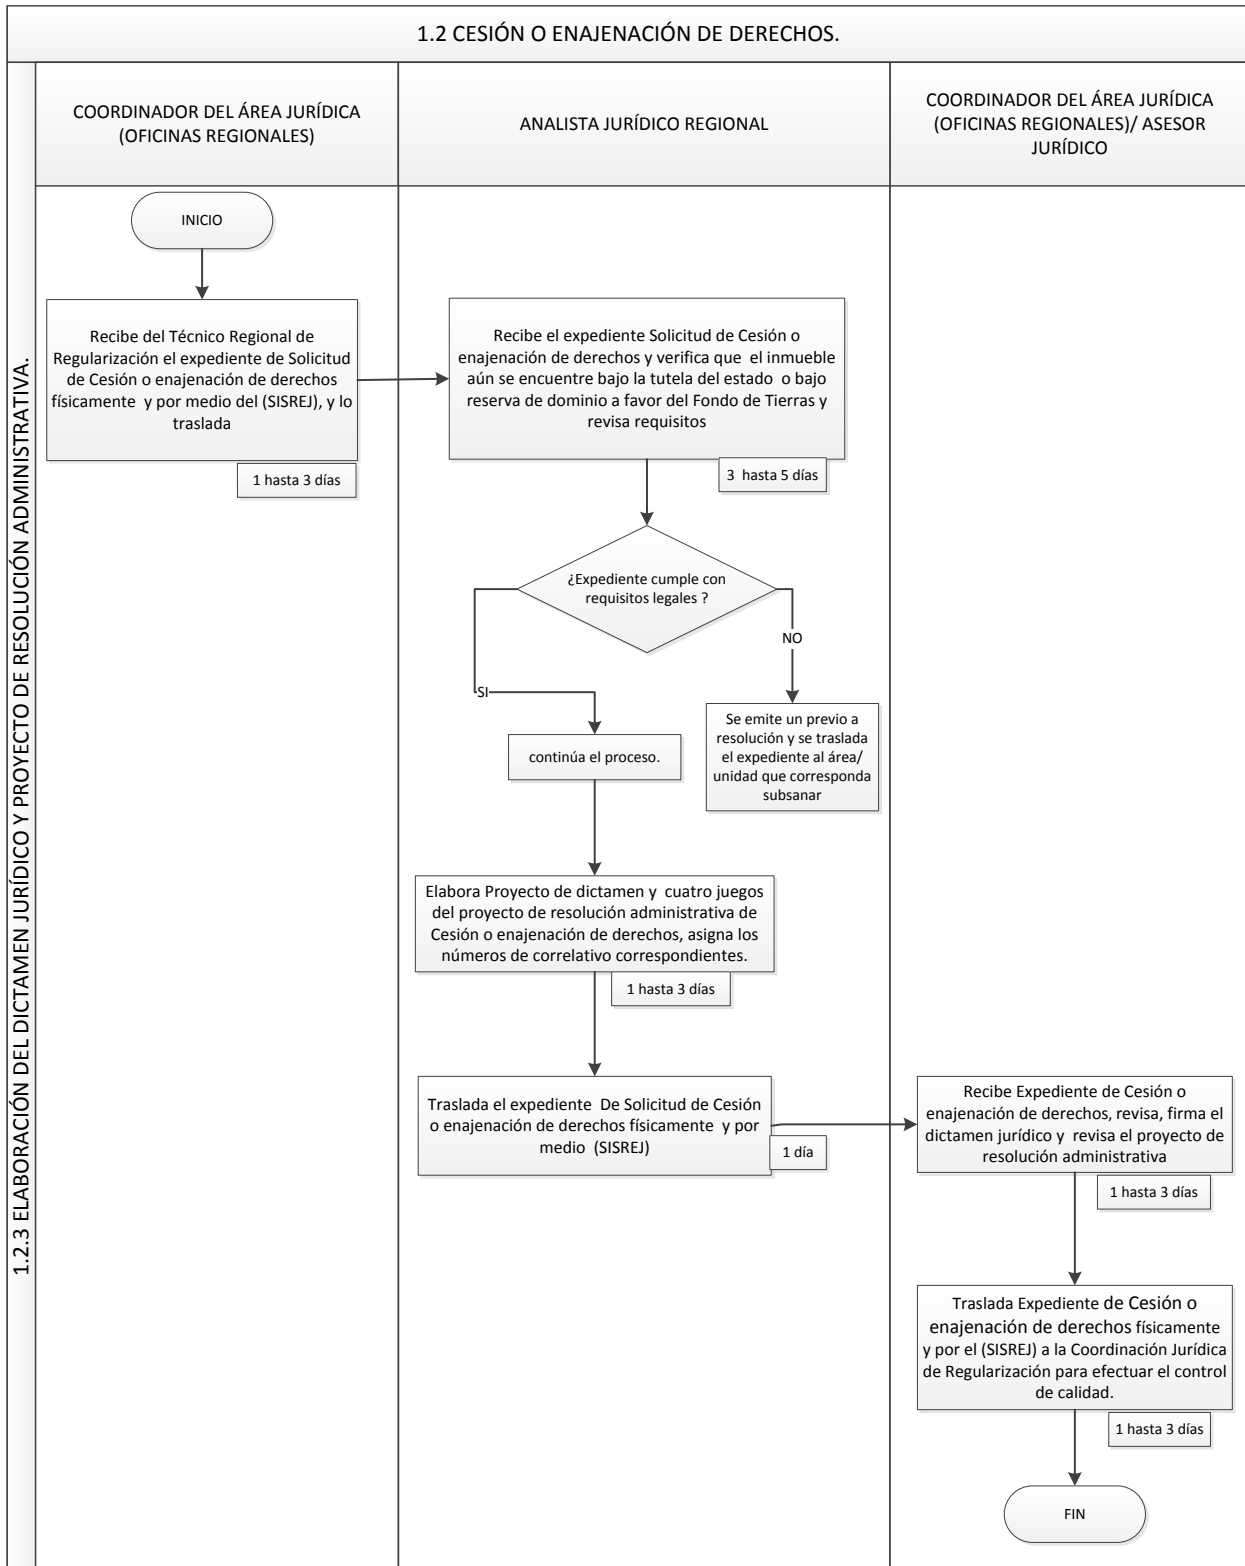 1.2 CESIÓN O ENAJENACIÓN DE DERECHOS.
1.2.3 ELABORACIÓN DEL DICTAMEN JURÍDICO Y PROYECTO DE RESOLUCIÓN ADMINISTRATIVA.
COORDINADOR DEL ÁREA JURÍDICA
(OFICINAS REGIONALES)
ANALISTA JURÍDICO REGIONAL
COORDINADOR DEL ÁREA JURÍDICA
(OFICINAS REGIONALES)/ ASESOR
JURÍDICO
INICIO
Recibe del Técnico Regional de
Regularización el expediente de Solicitud
de Cesión o enajenación de derechos
físicamente y por medio del (SISREJ), y lo
traslada
1 hasta 3 días
Recibe el expediente Solicitud de Cesión o
enajenación de derechos y verifica que el inmueble
aún se encuentre bajo la tutela del estado o bajo
reserva de dominio a favor del Fondo de Tierras y
revisa requisitos
3 hasta 5 días
¿Expediente cumple con
requisitos legales ?
NO
SI
Se emite un previo a
resolución y se traslada
el expediente al área/
unidad que corresponda
subsanar
continúa el proceso.
Elabora Proyecto de dictamen y cuatro juegos
del proyecto de resolución administrativa de
Cesión o enajenación de derechos, asigna los
números de correlativo correspondientes.
1 hasta 3 días
Traslada el expediente De Solicitud de Cesión
o enajenación de derechos físicamente y por
medio (SISREJ)
1 día
Recibe Expediente de Cesión o
enajenación de derechos, revisa, firma el
dictamen jurídico y revisa el proyecto de
resolución administrativa
1 hasta 3 días
Traslada Expediente de Cesión o
enajenación de derechos físicamente
y por el (SISREJ) a la Coordinación Jurídica
de Regularización para efectuar el control
de calidad.
1 hasta 3 días
FIN